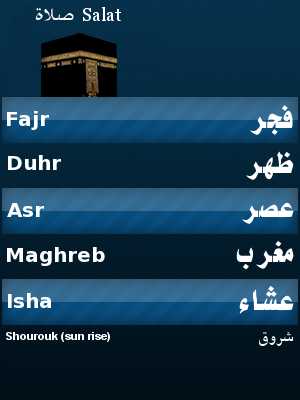 صلاة Salat
Fajr فجر
Duhr ظهر
Asr عصر
Maghreb مغرب
Isha عشاء
Shourouk (sun rise) شروق